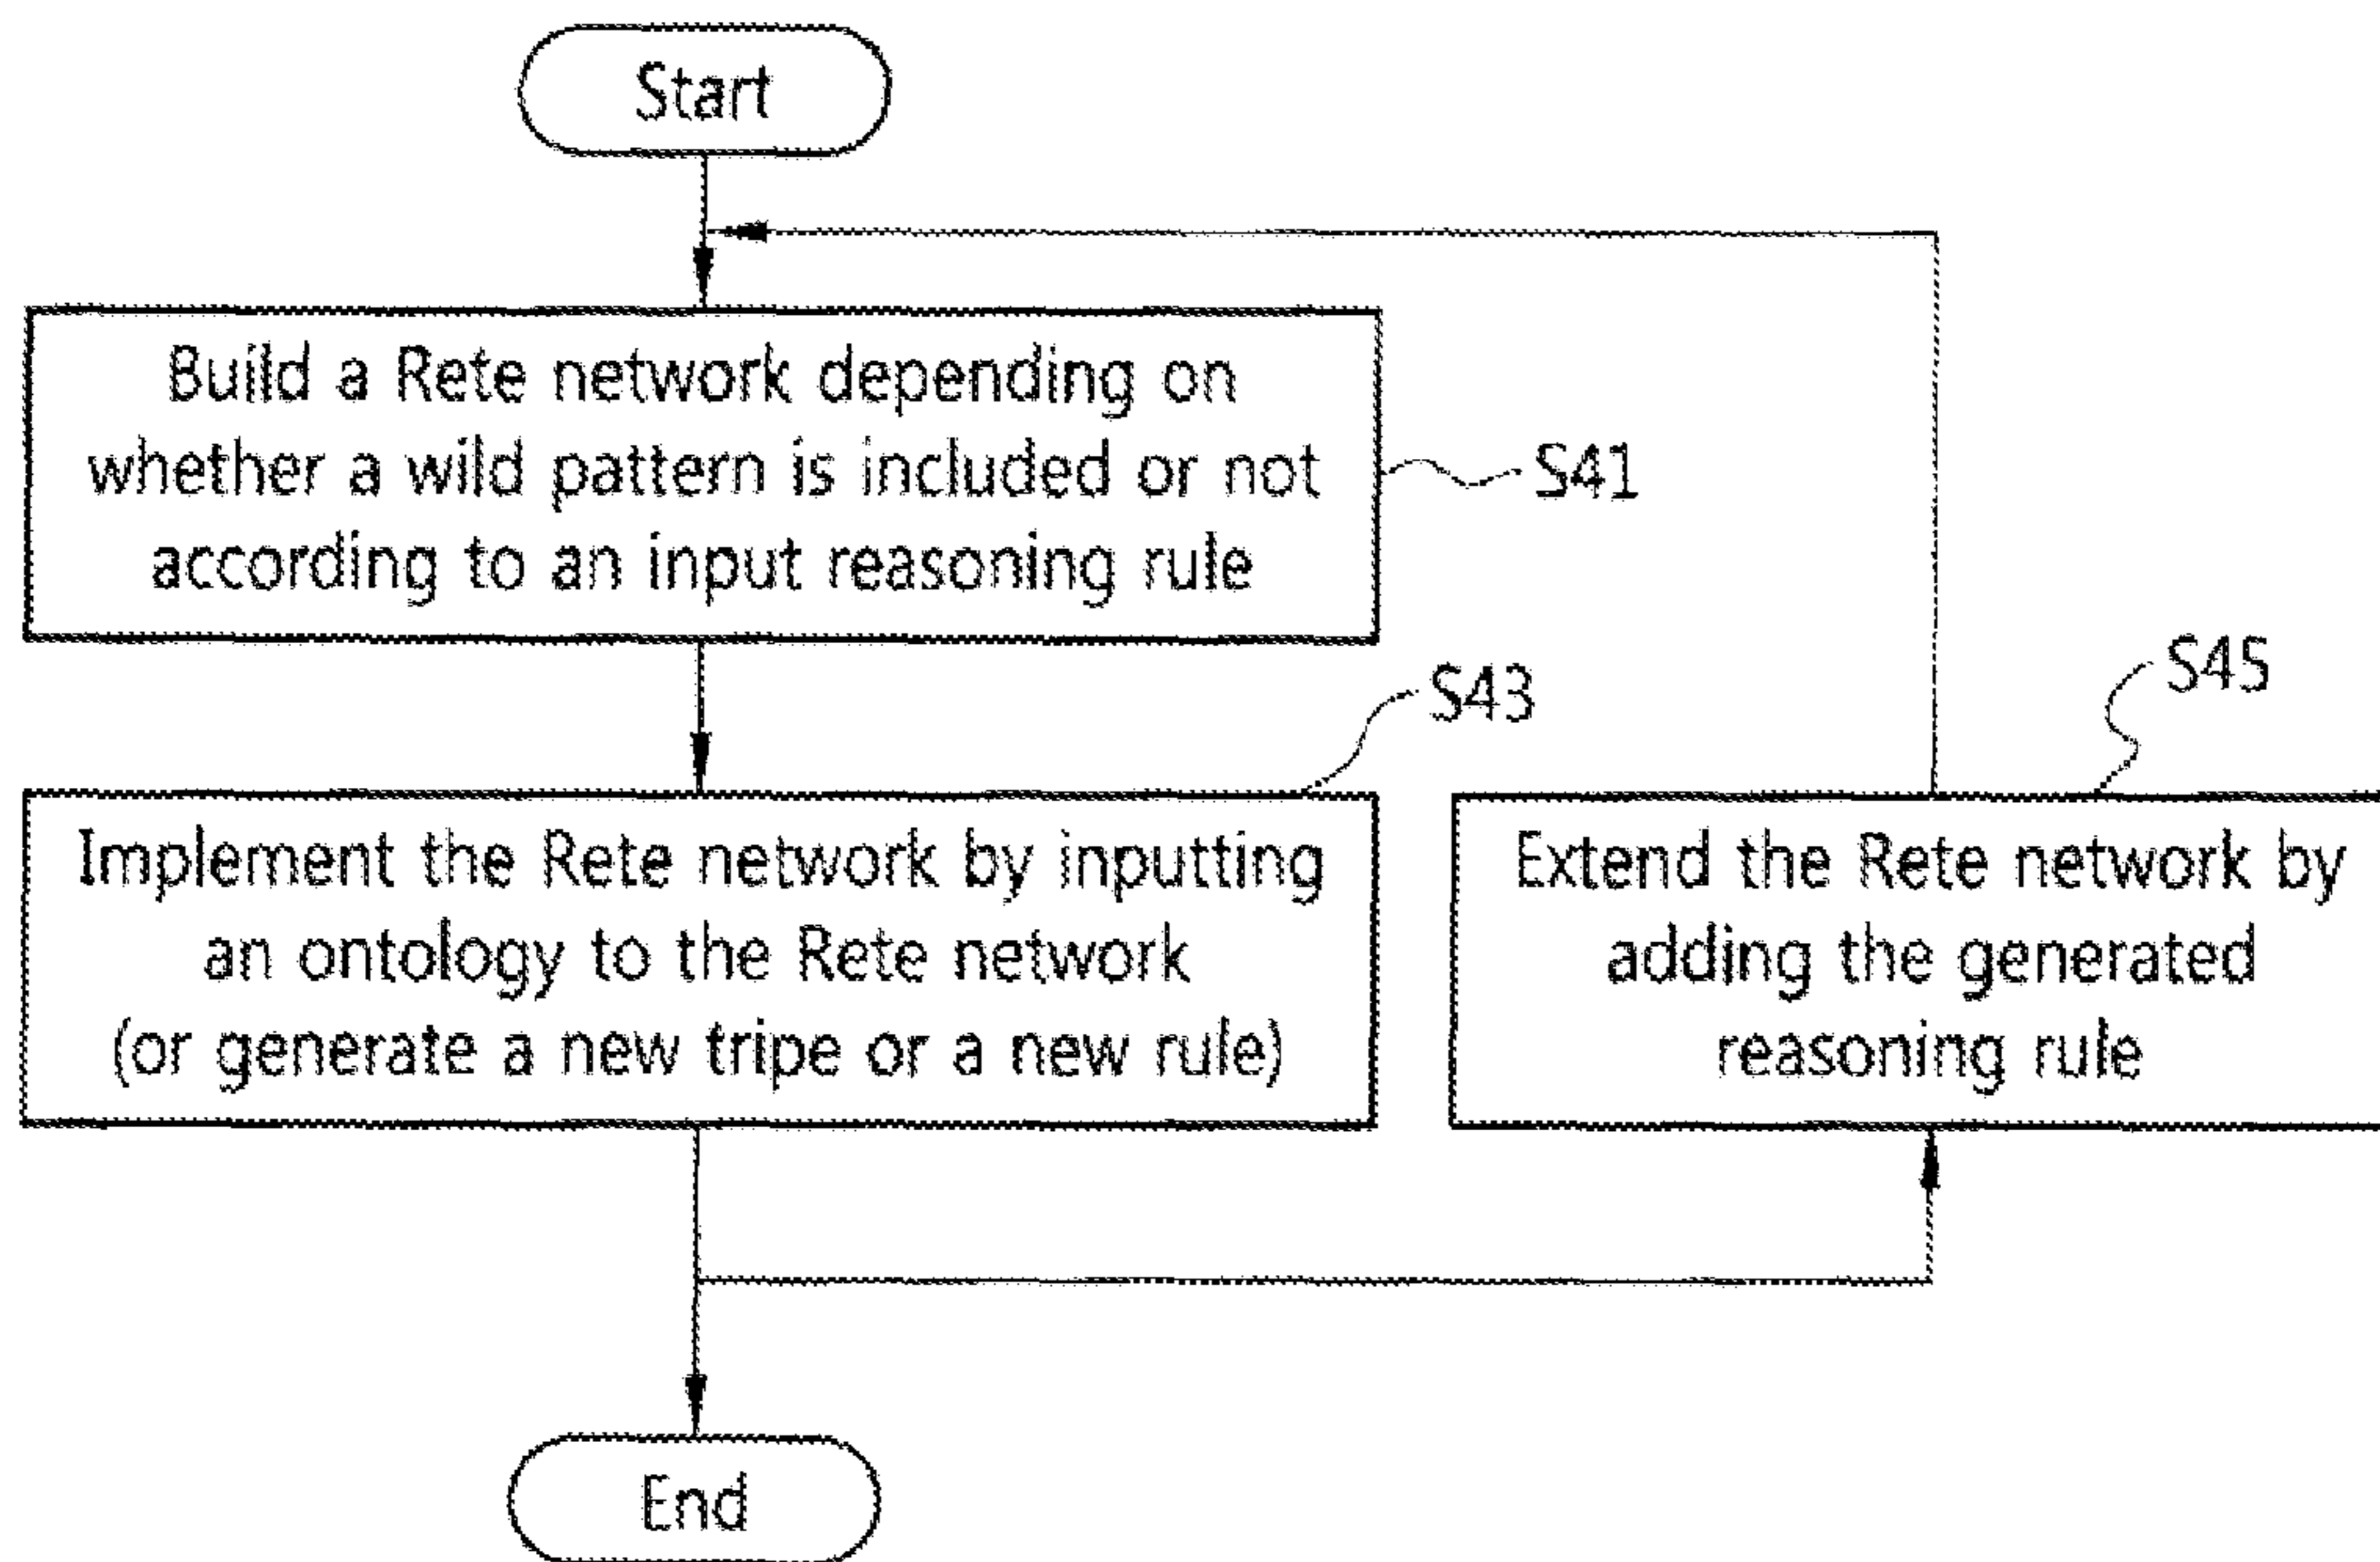 Start
Build a Rete network depending on
whether a wild pattern is included or not
according to an input reasoning rule
S41
S43
Implement the Rete network by inputting
an ontology to the Rete network
(or generate a new tripe or a new rule)
S45
Extend the Rete network by
adding the generated
reasoning rule
End